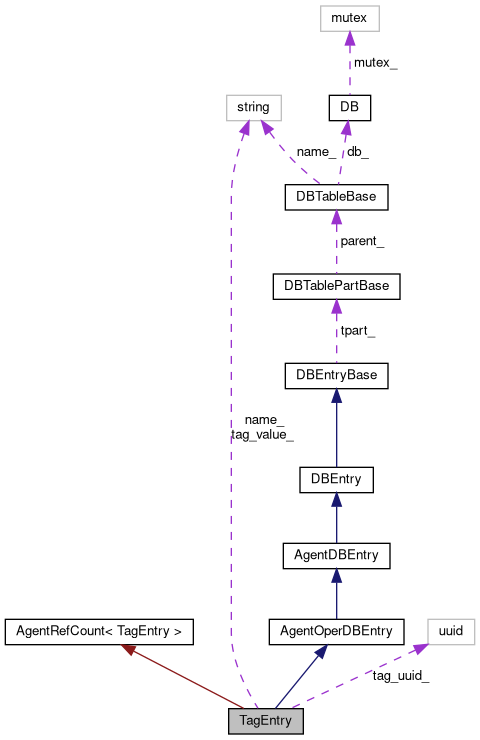 mutex
mutex_
string
DB
name_
db_
DBTableBase
parent_
DBTablePartBase
tpart_
DBEntryBase
name_
tag_value_
DBEntry
AgentDBEntry
AgentRefCount< TagEntry >
AgentOperDBEntry
uuid
tag_uuid_
TagEntry